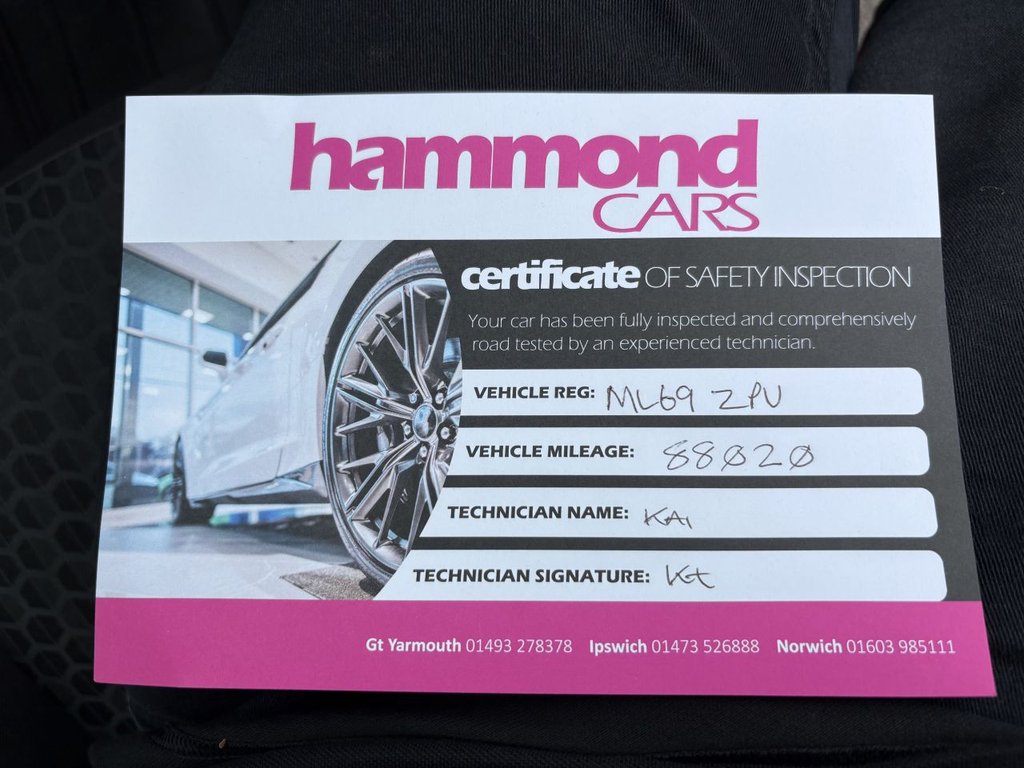 hammond
CARS
certificate OF SAFETY INSPECTION
Your car has been fully inspected and comprehensively
road tested by an experienced technician.
VEHICLE REG: ML69 ZPU
VEHICLE MILEAGE: 88020
TECHNICIAN NAME: KAI
TECHNICIAN SIGNATURE: Kt
Gt Yarmouth 01493 278378 Ipswich 01473 526888 Norwich 01603 985111